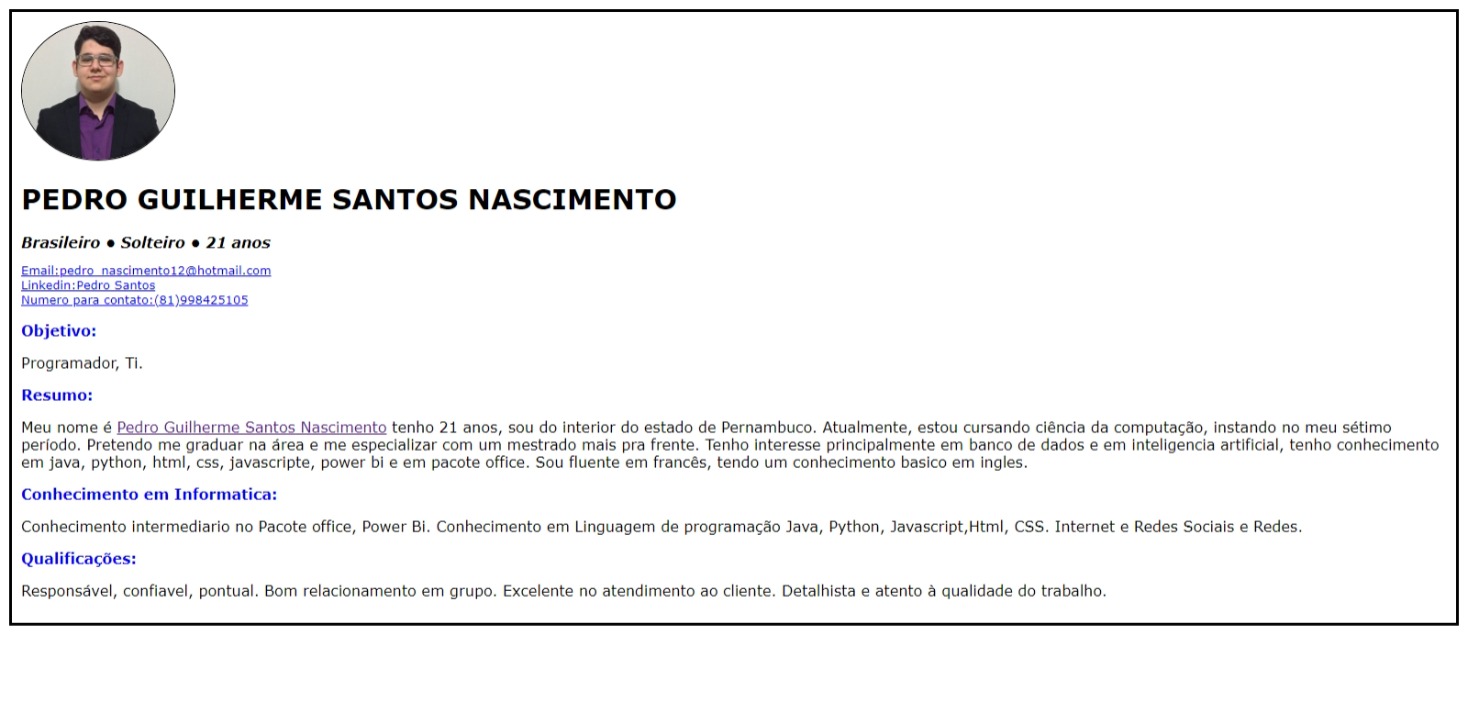 PEDRO GUILHERME SANTOS NASCIMENTO
Brasileiro ● Solteiro ● 21 anos
Email:pedro_nascimento12@hotmail.com
Linkedin:Pedro Santos
Numero para contato:(81)998425105
Objetivo:
Programador, Ti.
Resumo:
Meu nome é Pedro Guilherme Santos Nascimento tenho 21 anos, sou do interior do estado de Pernambuco. Atualmente, estou cursando ciência da computação, instando no meu sétimo
período. Pretendo me graduar na área e me especializar com um mestrado mais pra frente. Tenho interesse principalmente em banco de dados e em inteligencia artificial, tenho conhecimento
em java, python, html, css, javascripte, power bi e em pacote office. Sou fluente em francês, tendo um conhecimento basico em ingles.
Conhecimento em Informatica:
Conhecimento intermediario no Pacote office, Power Bi. Conhecimento em Linguagem de programação Java, Python, Javascript,Html, CSS. Internet e Redes Sociais e Redes.
Qualificações:
Responsável, confiavel, pontual. Bom relacionamento em grupo. Excelente no atendimento ao cliente. Detalhista e atento à qualidade do trabalho.